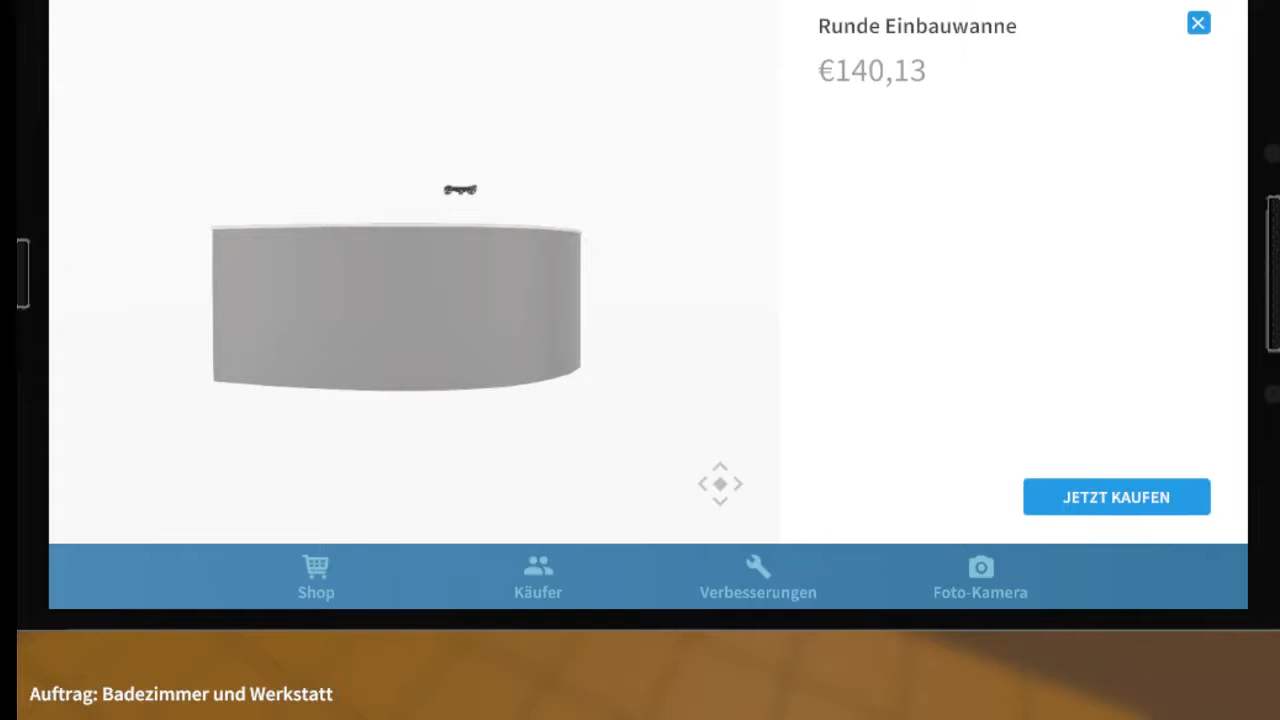 Runde Einbauwanne
€140,13
JETZT KAUFEN
Shop
Käufer
Verbesserungen
Foto-Kamera
Auftrag: Badezimmer und Werkstatt